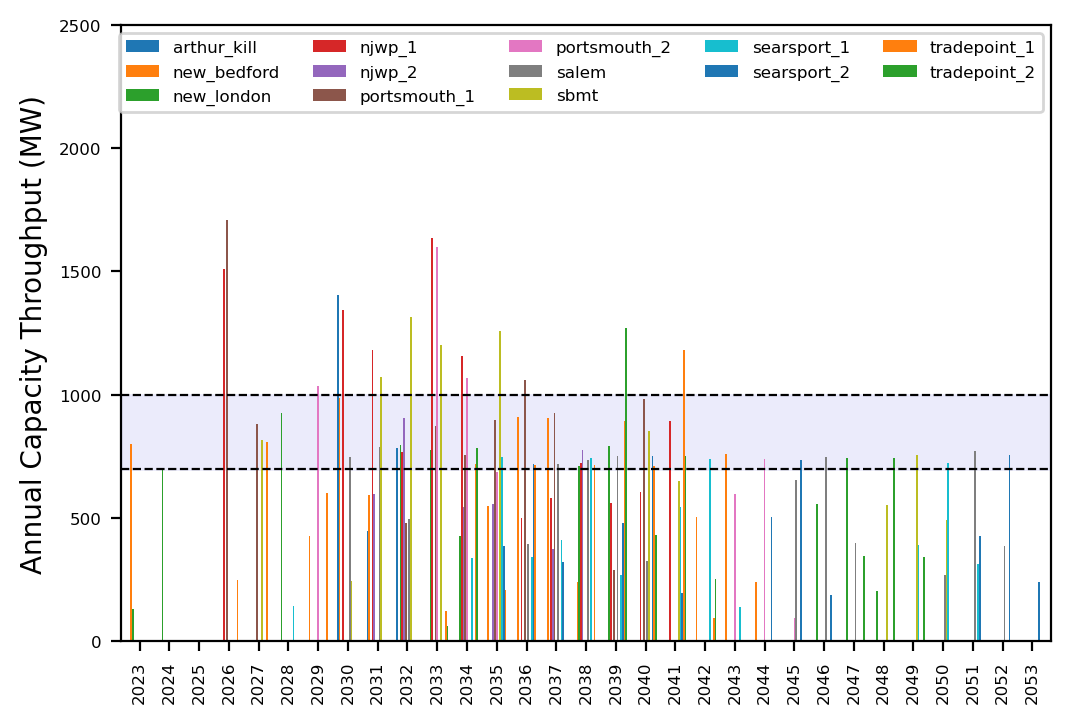 Annual Capacity Throughput (MW)
2500
2000
1500
1000
500
0
arthur_kill
new_bedford
new_london
njwp_1
njwp_2
portsmouth_1
portsmouth_2
salem
sbmt
searsport_1
searsport_2
tradepoint_1
tradepoint_2
2023
2024
2025
2026
2027
2028
2029
2030
2031
2032
2033
2034
2035
2036
2037
2038
2039
2040
2041
2042
2043
2044
2045
2046
2047
2048
2049
2050
2051
2052
2053